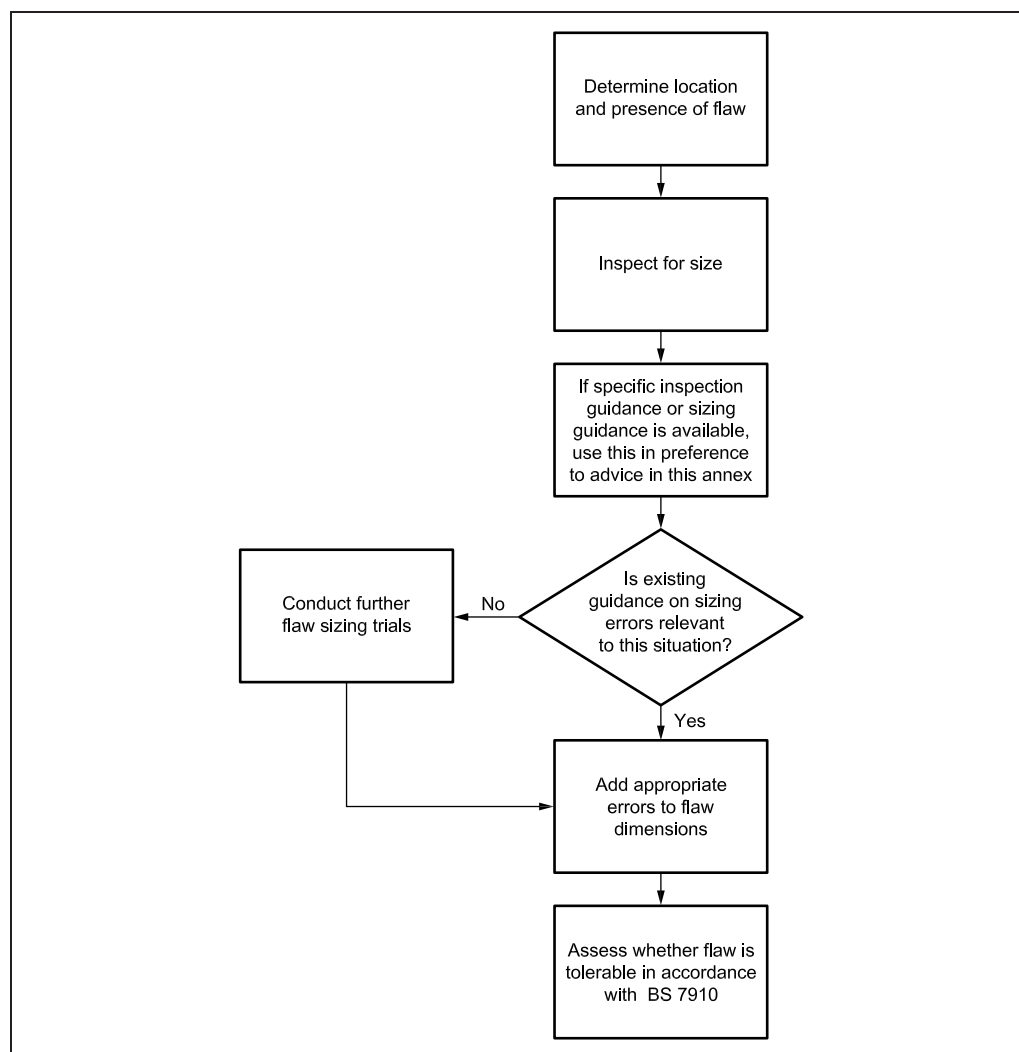 Determine location
and presence of flaw
Inspect for size
If specific inspection
guidance or sizing
guidance is available,
use this in preference
to advice in this annex
Is existing
guidance on sizing
errors relevant
to this situation?
No
Conduct further
flaw sizing trials
Yes
Add appropriate
errors to flaw
dimensions
Assess whether flaw is
tolerable in accordance
with BS 7910